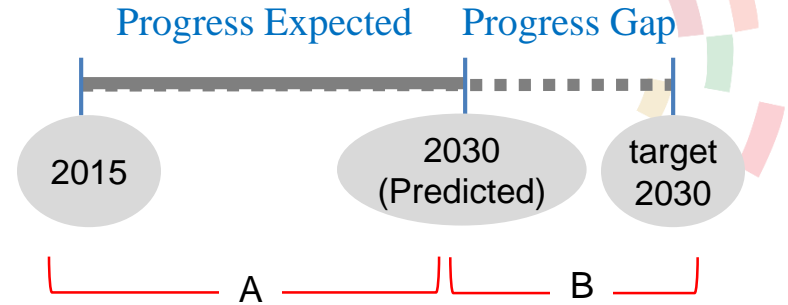 Progress Expected
Progress Gap
2015
2030
(Predicted)
target
2030
A
B